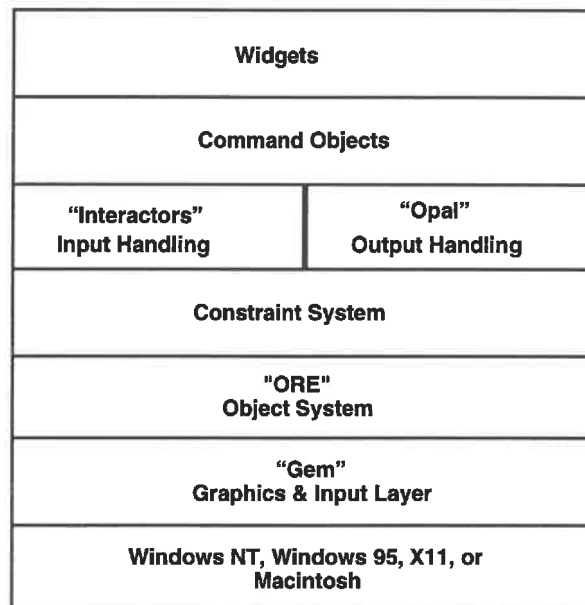 Widgets
Command Objects
“Interactors”
Input Handling
“Opal”
Output Handling
Constraint System
"ORE"
Object System
“Gem”
Graphics & Input Layer
Windows NT, Windows 95, X11, or
Macintosh